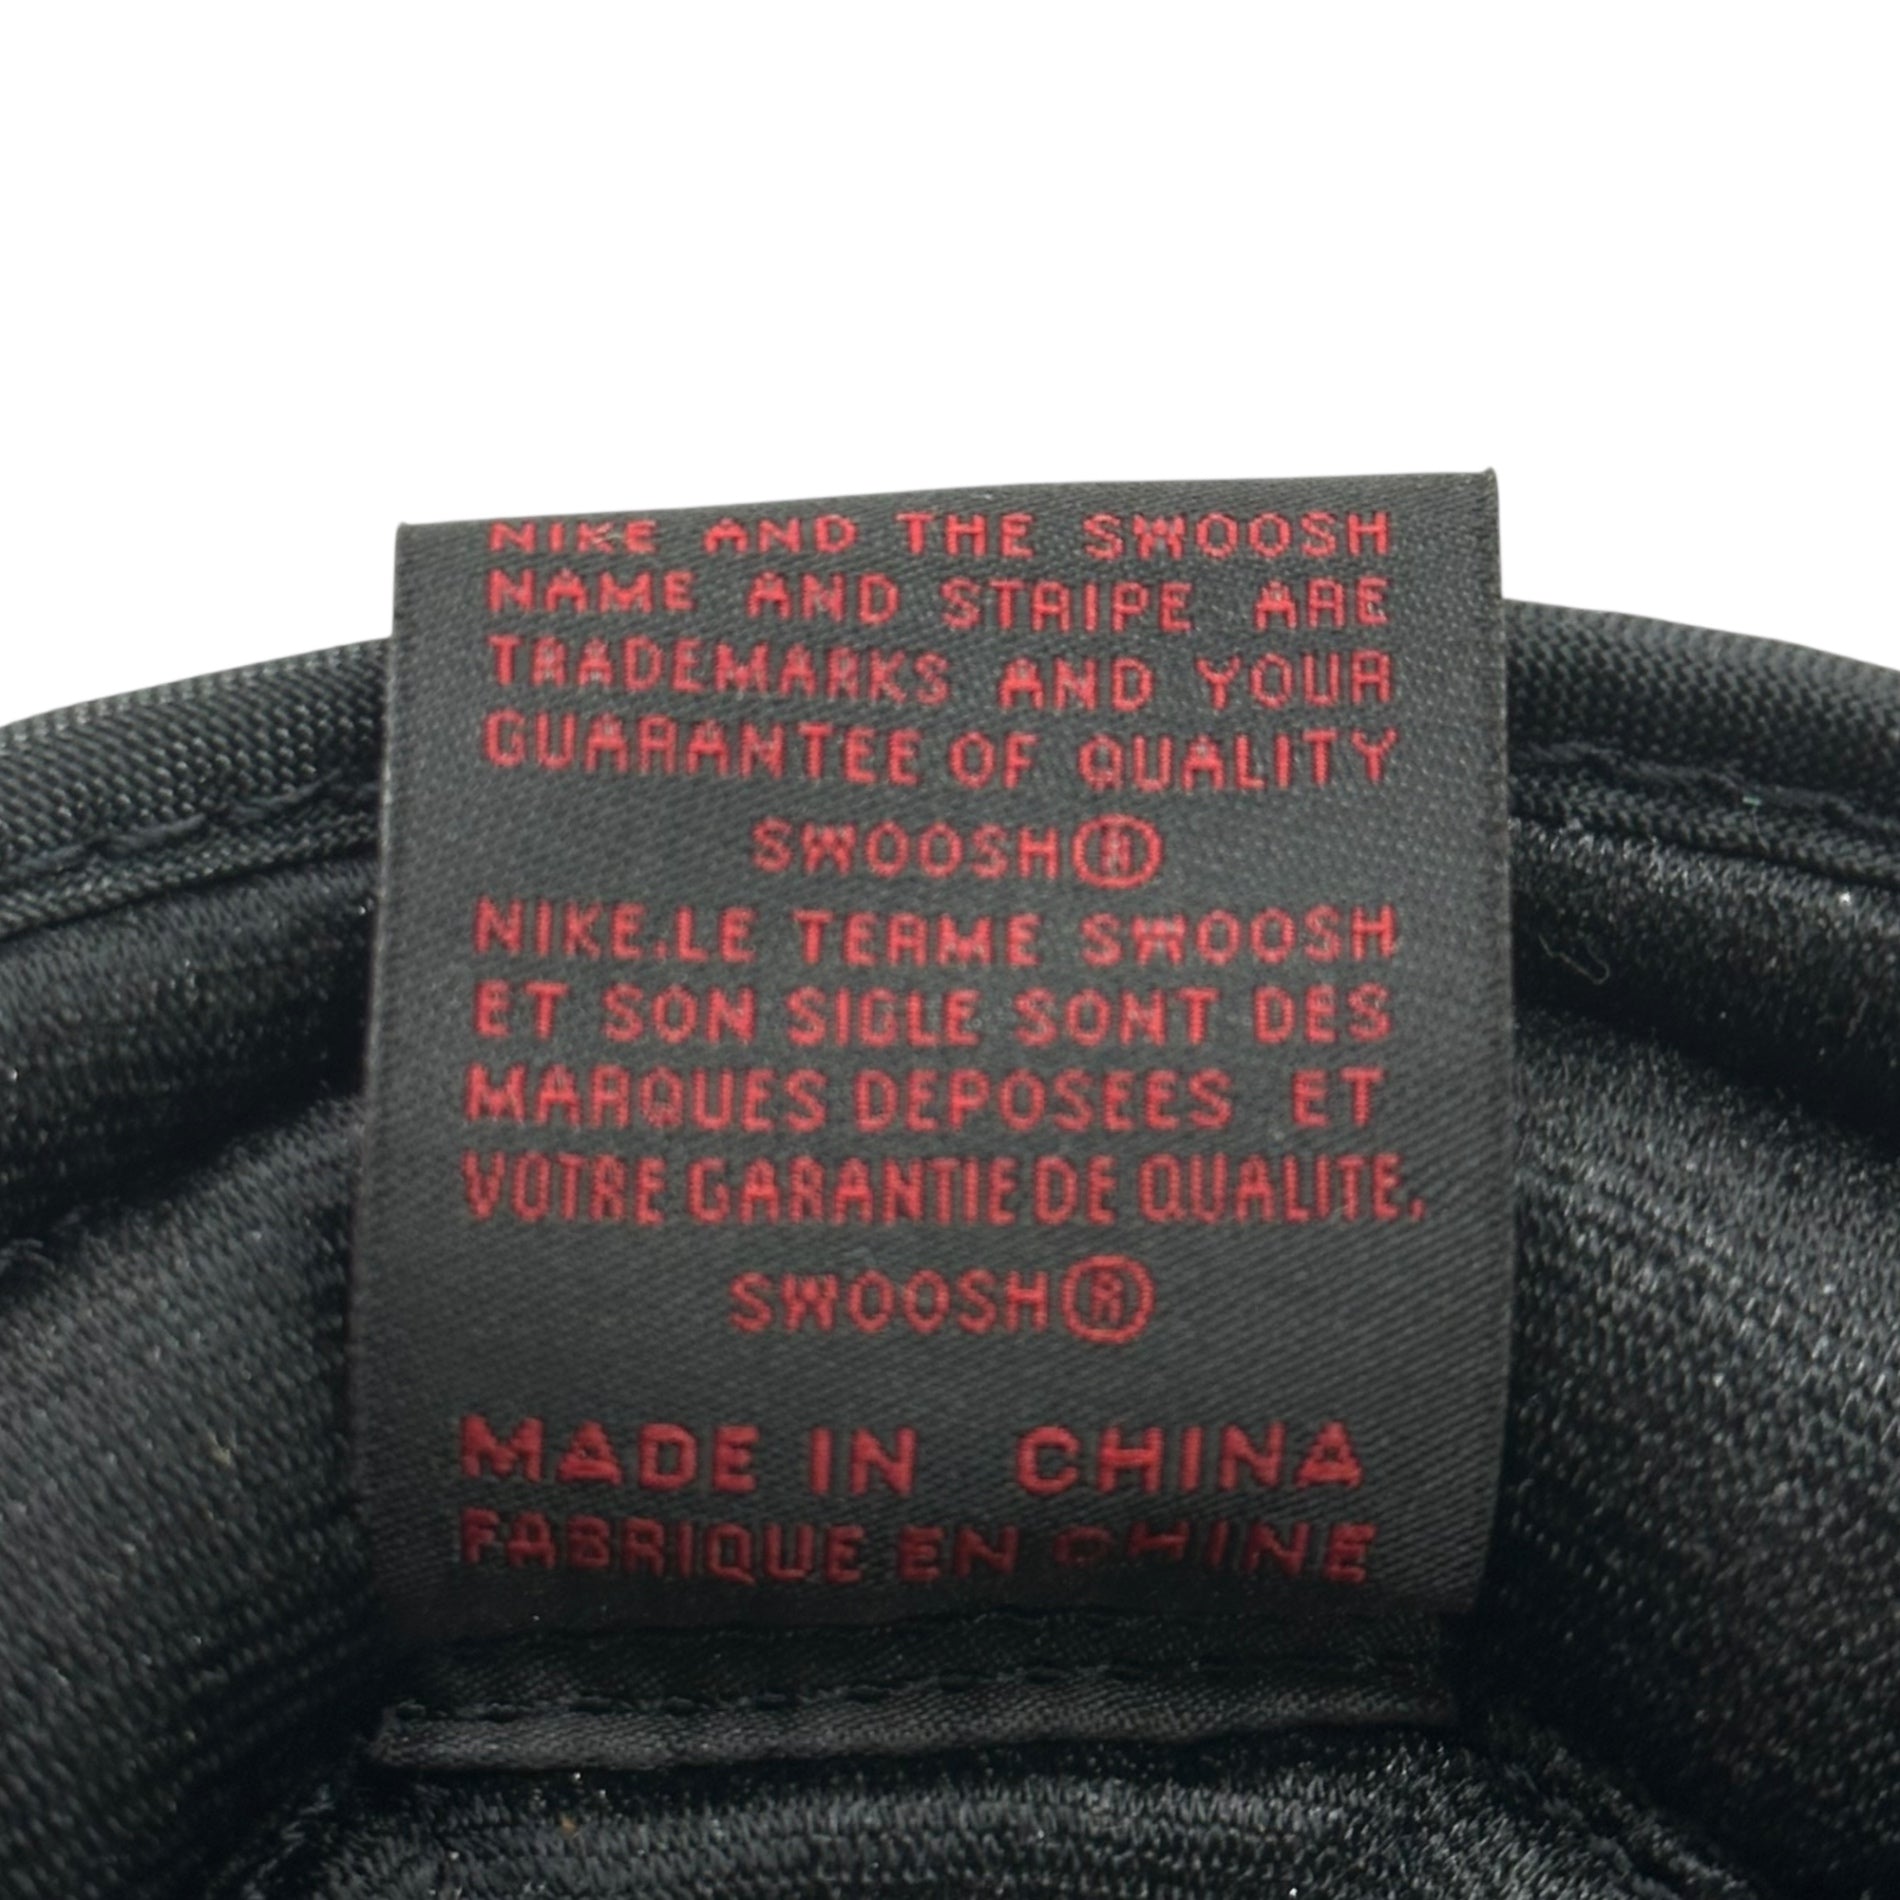 NIKE AND THE SWOOSH
NAME AND STRIPE ARE
TRADEMARKS AND YOUR
GUARANTEE OF QUALITY
SWOOSH®
NIKE.LE TERME SWOOSH
ET SON SIGLE SONT DES
MARQUES DEPOSEES ET
VOTRE GARANTIE DE QUALITE.
SWOOSH®
MADE IN CHINA
FABRIQUE EN CHINE